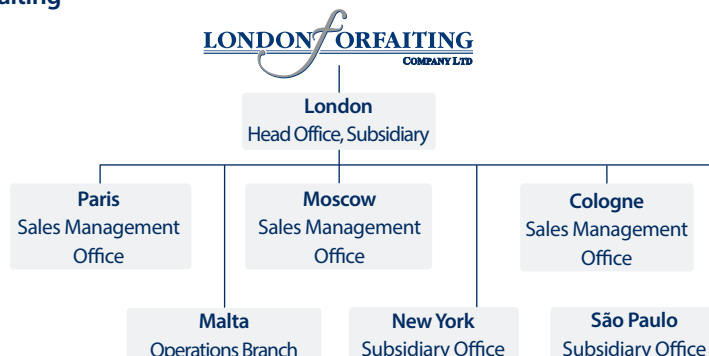 LONDON FORFAITING
COMPANY LTD
London
Head Office, Subsidiary
Paris
Sales Management
Office
Moscow
Sales Management
Office
Cologne
Sales Management
Office
Malta
Operations Branch
New York
Subsidiary Office
São Paulo
Subsidiary Office